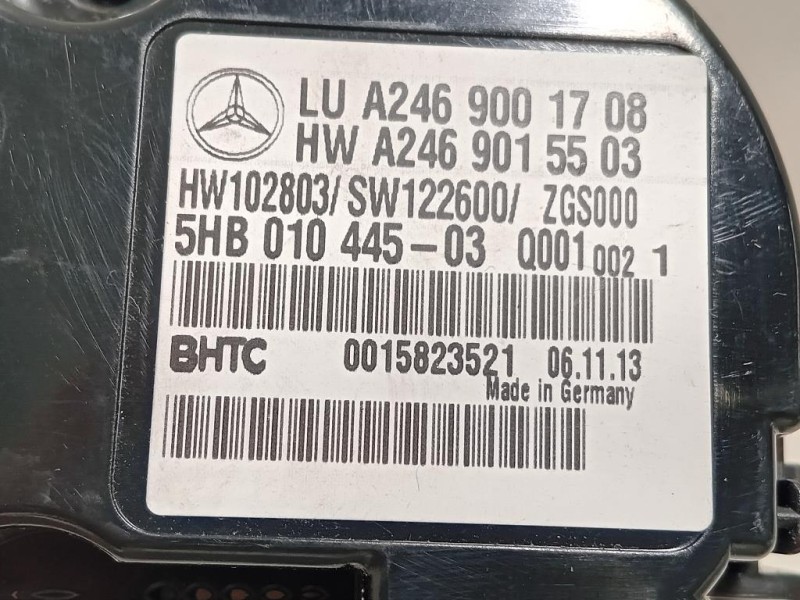 LU A246 900 17 08
HW A246 901 55 03
HW102803/ SW122600/ ZGS000
5HB 010 445-03 Q001 002 1
BHTC 0015823521 06.11.13
Made in Germany